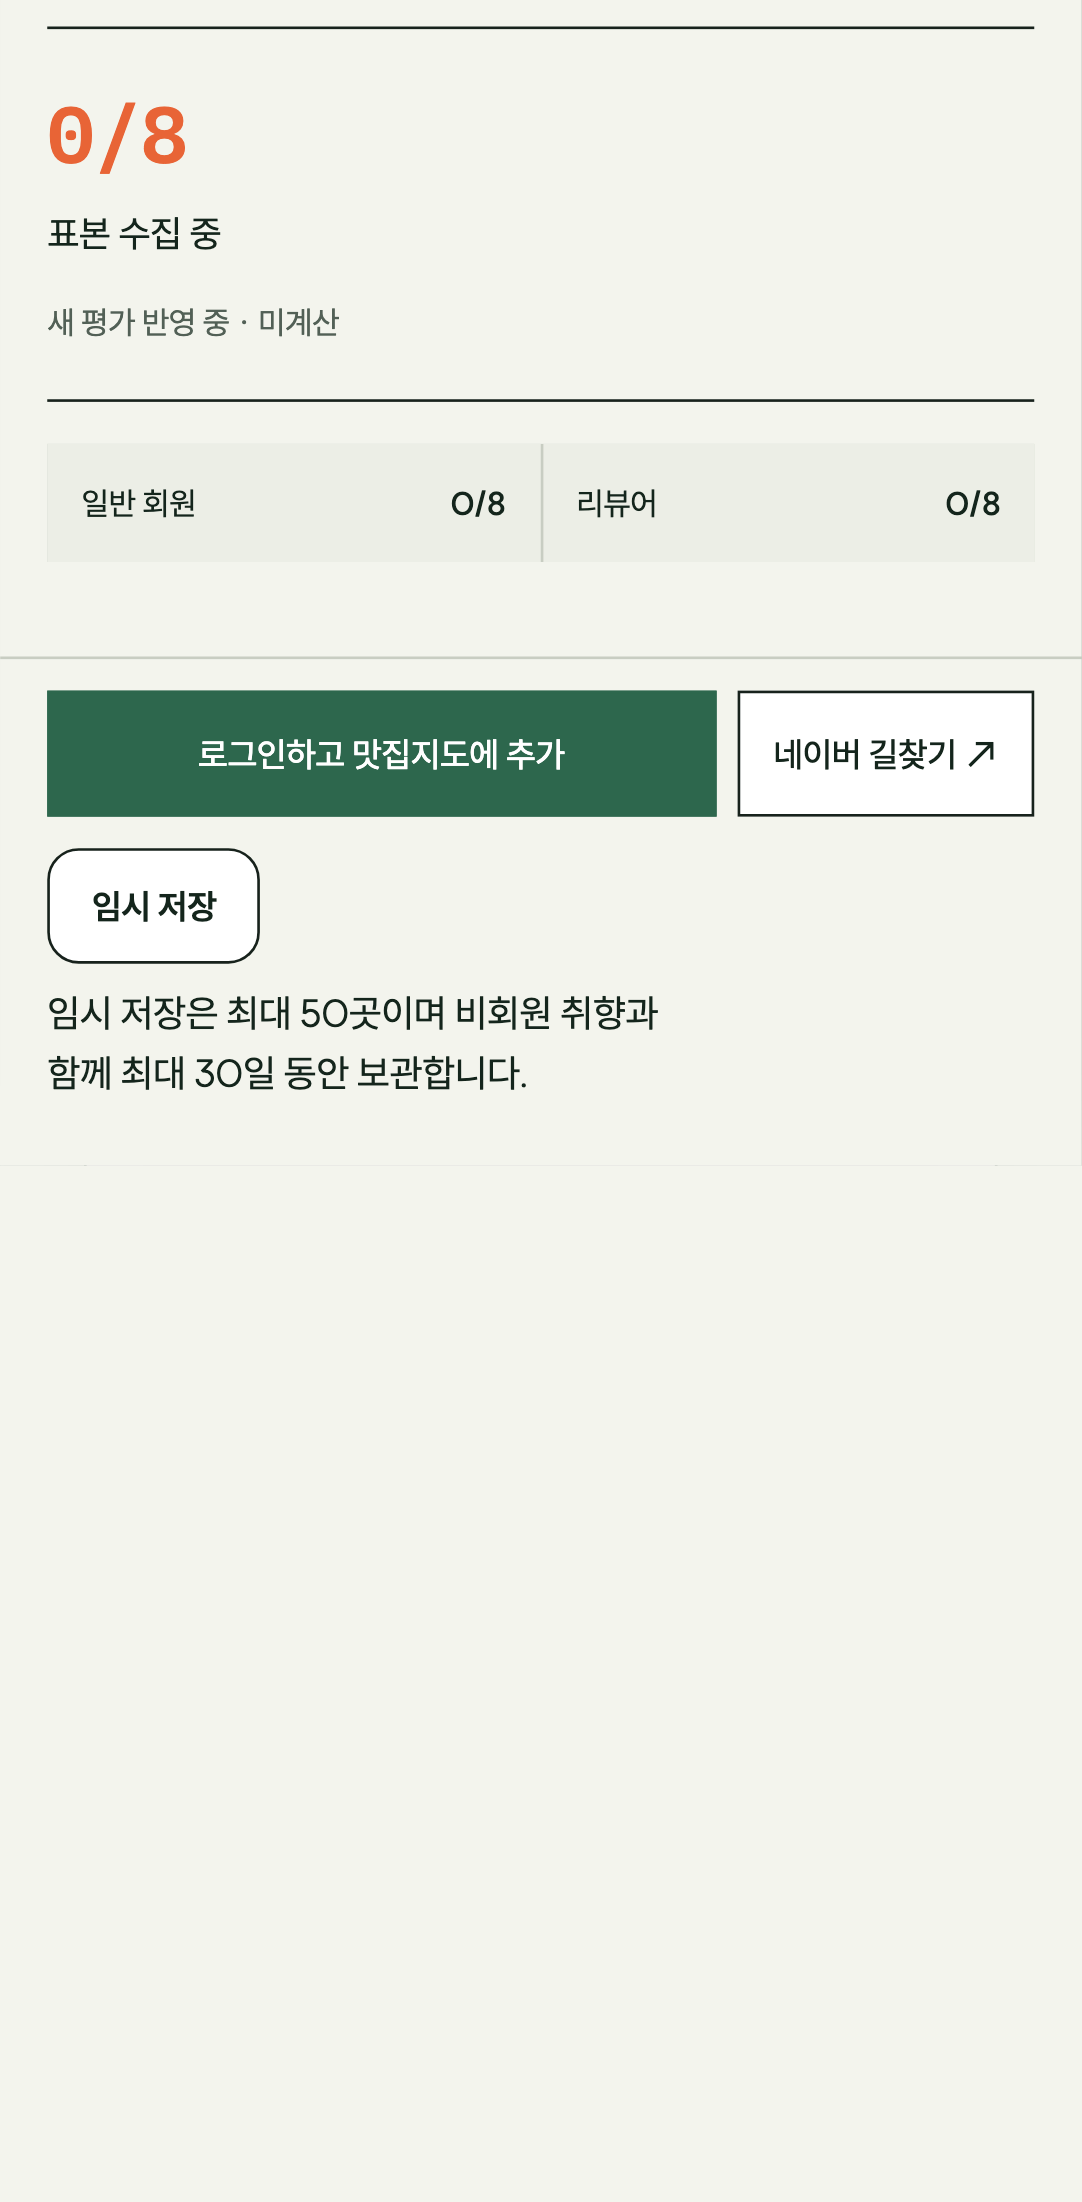 0/8
표본 수집 중
새 평가 반영 중 · 미계산
일반 회원 0/8 리뷰어 0/8
로그인하고 맛집지도에 추가 네이버 길찾기 ↗
임시 저장
임시 저장은 최대 50곳이며 비회원 취향과
함께 최대 30일 동안 보관합니다.